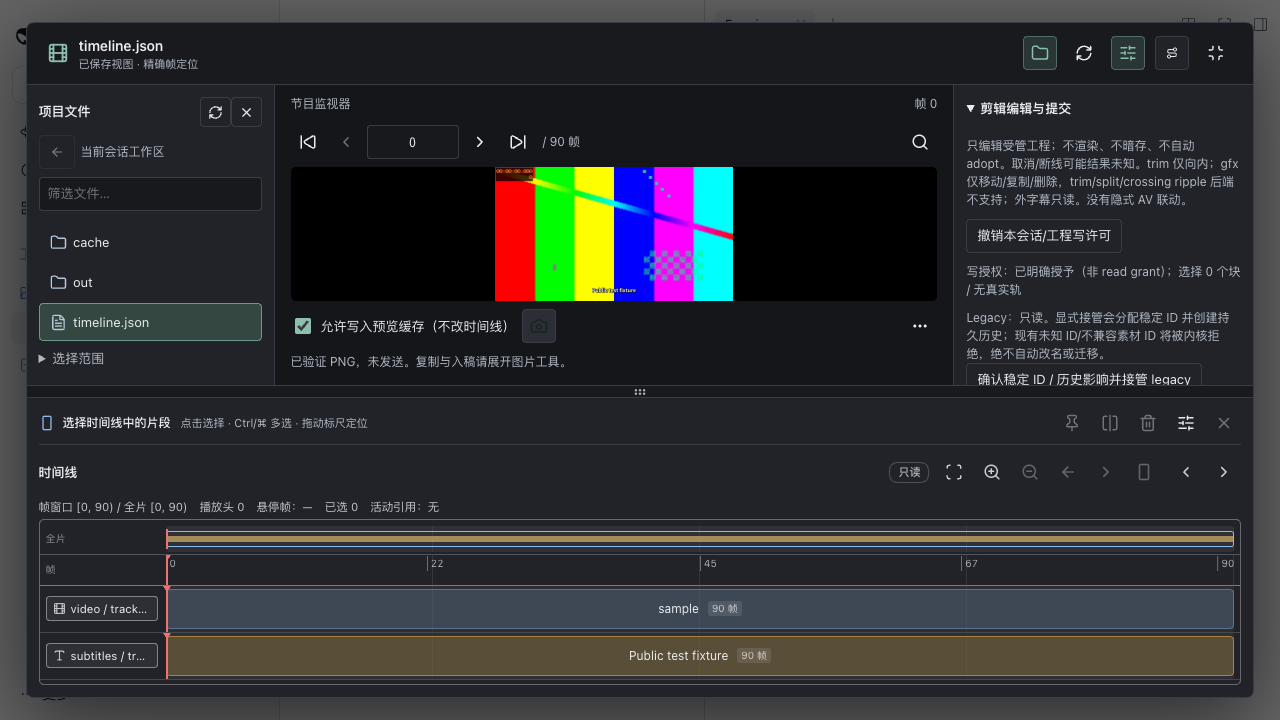 timeline.json
已保存视图 · 精确帧定位
项目文件
当前会话工作区
筛选文件...
cache
out
timeline.json
选择范围
节目监视器
帧 0
0
/ 90 帧
Public test fixture
允许写入预览缓存（不改时间线）
已验证 PNG，未发送。复制与入稿请展开图片工具。
剪辑编辑与提交
只编辑受管工程；不渲染、不暗存、不自动
adopt。取消/断线可能结果未知。trim 仅向内；gfx
仅移动/复制/删除，trim/split/crossing ripple 后端
不支持；外字幕只读。没有隐式 AV 联动。
撤销本会话/工程写许可
写授权：已明确授予（非 read grant）；选择 0 个块
/ 无真实轨
Legacy：只读。显式接管会分配稳定 ID 并创建持
久历史；现有未知 ID/不兼容素材 ID 将被内核拒
绝，绝不自动改名或迁移。
确认稳定 ID / 历史影响并接管 legacy
选择时间线中的片段
点击选择 · Ctrl/⌘ 多选 · 拖动标尺定位
时间线
只读
帧窗口 [0, 90) / 全片 [0, 90)
播放头 0
悬停帧：—
已选 0
活动引用：无
全片
帧
0
22
45
67
90
video / track...
sample
90 帧
subtitles / tr...
Public test fixture
90 帧